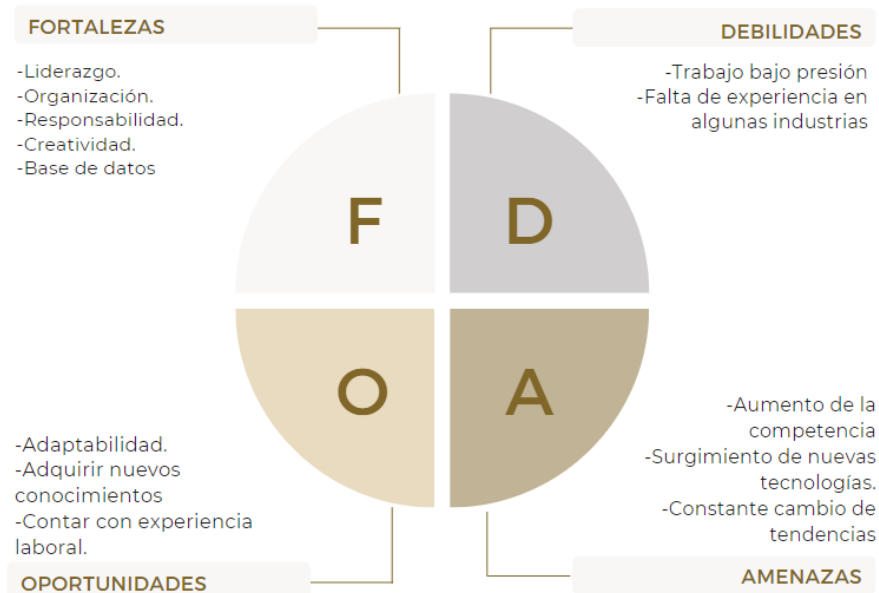 FORTALEZAS
-Liderazgo.
-Organización.
-Responsabilidad.
-Creatividad.
-Base de datos
DEBILIDADES
-Trabajo bajo presión
-Falta de experiencia en
algunas industrias
F
D
O
A
-Adaptabilidad.
-Adquirir nuevos
conocimientos
-Contar con experiencia
laboral.
OPORTUNIDADES
-Aumento de la
competencia
-Surgimiento de nuevas
tecnologías.
-Constante cambio de
tendencias
AMENAZAS